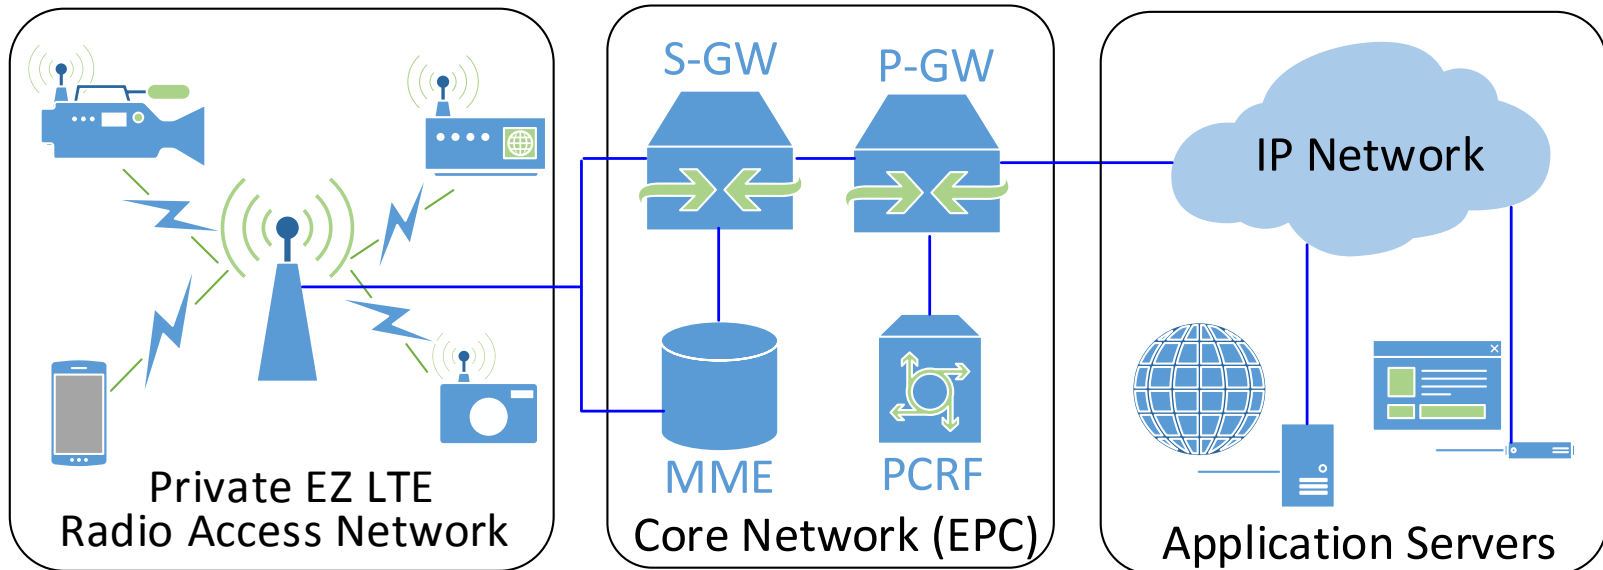 S-GW
P-GW
IP Network
MME
PCRF
Private EZ LTE
Radio Access Network
Core Network (EPC)
Application Servers